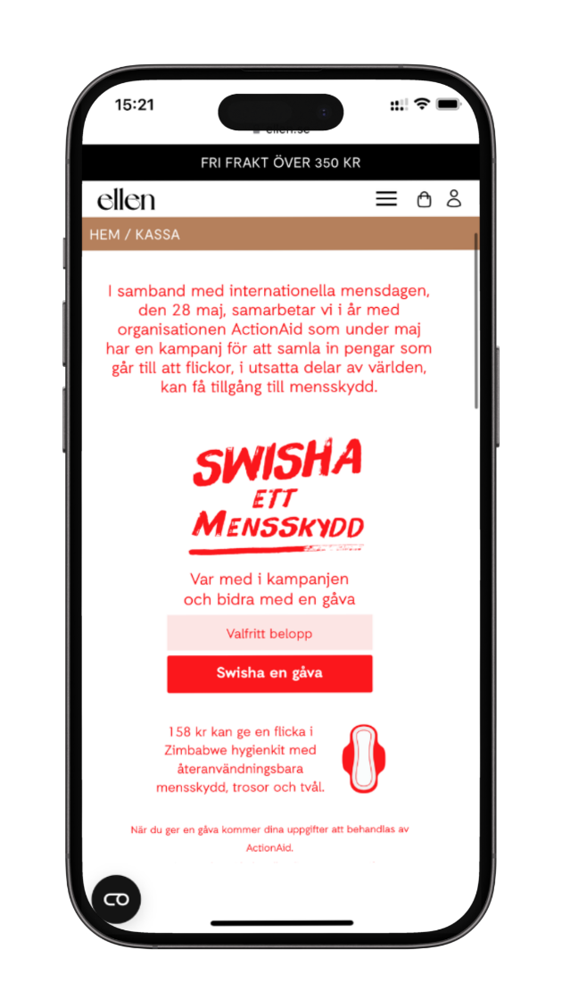 15:21
ellen.se
FRI FRAKT ÖVER 350 KR
ellen
HEM / KASSA
I samband med internationella mensdagen,
den 28 maj, samarbetar vi i år med
organisationen ActionAid som under maj
har en kampanj för att samla in pengar som
går till att flickor, i utsatta delar av världen,
kan få tillgång till mensskydd.
SWISHA
ETT
MENSSKYDD
Var med i kampanjen
och bidra med en gåva
Valfritt belopp
Swisha en gåva
158 kr kan ge en flicka i
Zimbabwe hygienkit med
återanvändningsbara
mensskydd, trosor och tvål.
När du ger en gåva kommer dina uppgifter att behandlas av
ActionAid.